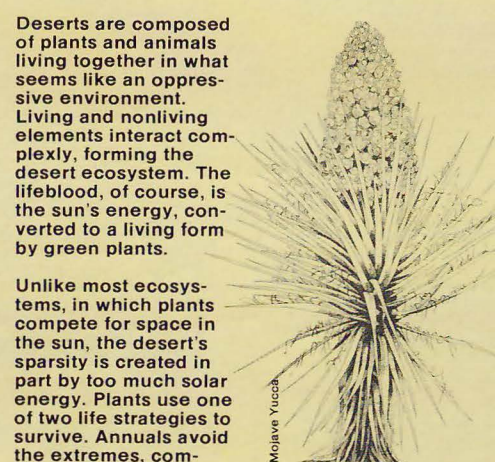 Deserts are composed
of plants and animals
living together in what
seems like an oppres-
sive environment.
Living and nonliving
elements interact com-
plexly, forming the
desert ecosystem. The
lifeblood, of course, is
the sun's energy, con-
verted to a living form
by green plants.
Unlike most ecosys-
tems, in which plants
compete for space in
the sun, the desert's
sparsity is created in
part by too much solar
energy. Plants use one
of two life strategies to
survive. Annuals avoid
the extremes, com-
Mojave Yucca